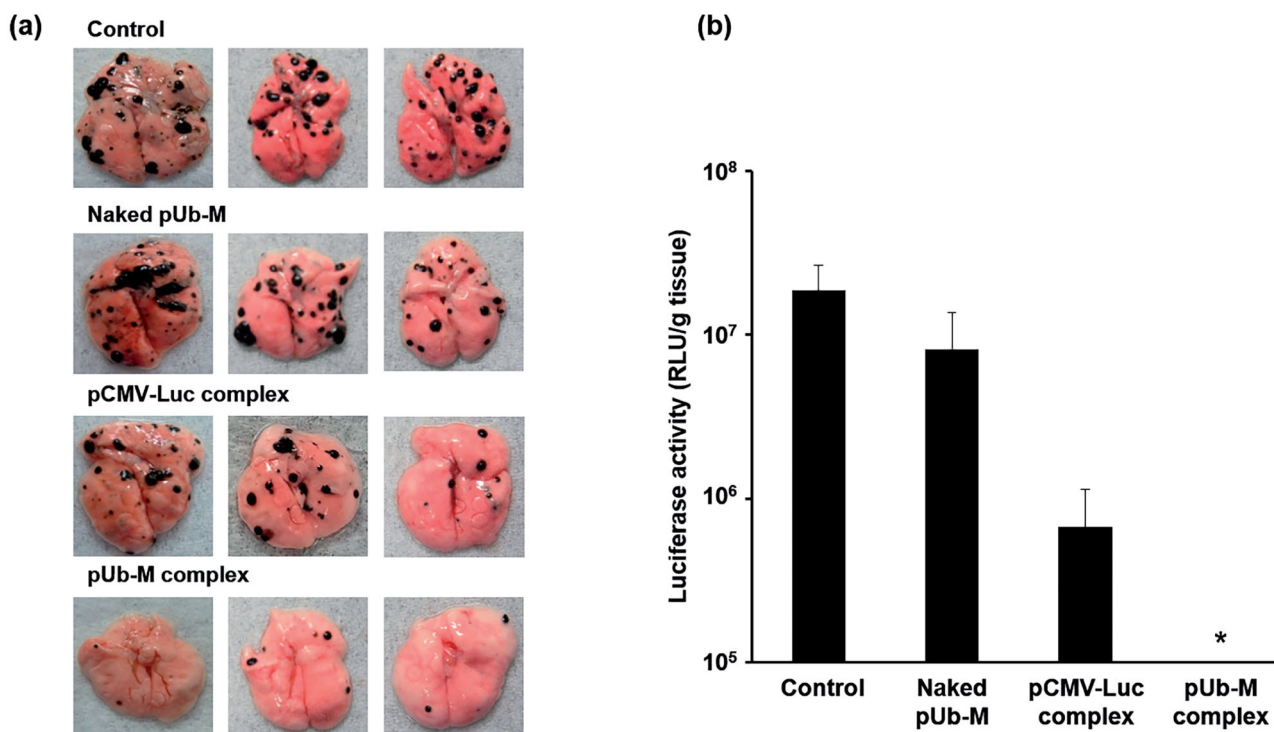 (a)
Control
Naked pUb-M
pCMV-Luc complex
pUb-M complex
(b)
Luciferase activity (RLU/g tissue)
10⁸
10⁷
10⁶
10⁵
*
Control
Naked
pUb-M
pCMV-Luc
complex
pUb-M
complex